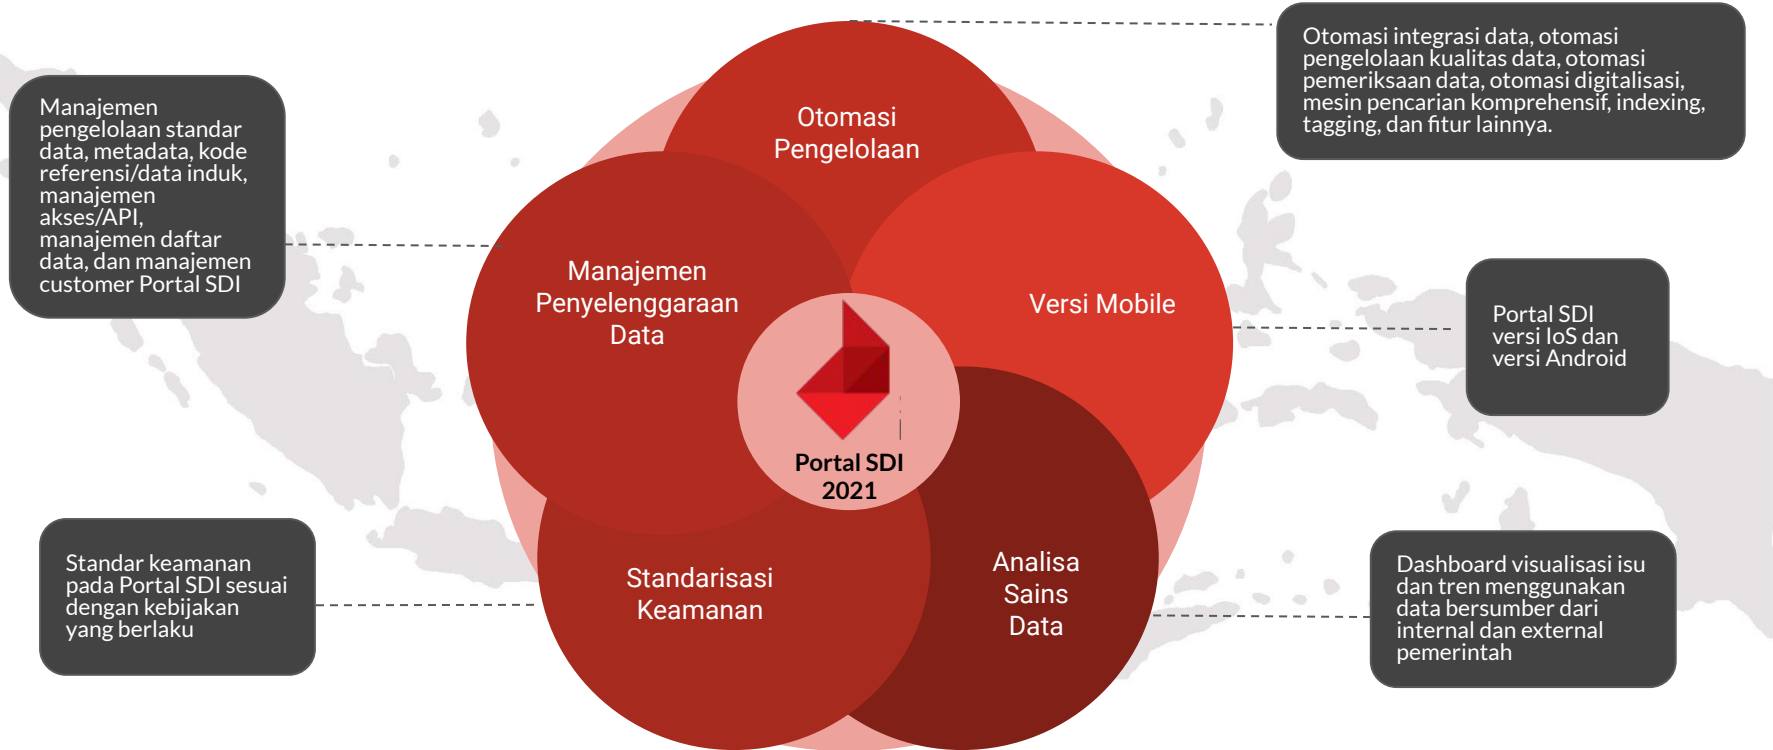 Otomasi integrasi data, otomasi
pengelolaan kualitas data, otomasi
pemeriksaan data, otomasi digitalisasi,
mesin pencarian komprehensif, indexing,
tagging, dan fitur lainnya.
Manajemen
pengelolaan standar
data, metadata, kode
referensi/data induk,
manajemen
akses/API,
manajemen daftar
data, dan manajemen
customer Portal SDI
Otomasi
Pengelolaan
Manajemen
Penyelenggaraan
Data
Versi Mobile
Portal SDI
versi IoS dan
versi Android
Portal SDI
2021
Standar keamanan
pada Portal SDI sesuai
dengan kebijakan
yang berlaku
Standarisasi
Keamanan
Analisa
Sains
Data
Dashboard visualisasi isu
dan tren menggunakan
data bersumber dari
internal dan external
pemerintah